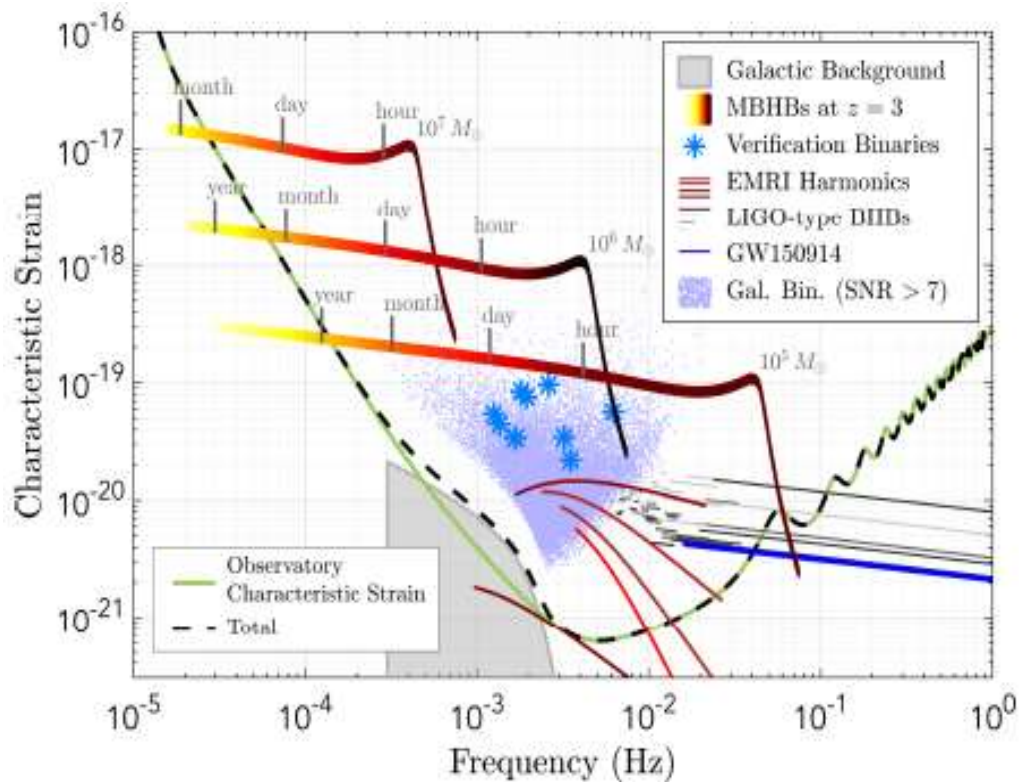 10^-16
10^-17
10^-18
10^-19
10^-20
10^-21
Characteristic Strain
month
day
hour
10^7 M_⊙
year
month
day
hour
10^6 M_⊙
year
month
day
hour
10^5 M_⊙
Galactic Background
MBHBs at z = 3
Verification Binaries
EMRI Harmonics
LIGO-type
GW150914
Gal. Bin. (SNR > 7)
Observatory
Characteristic Strain
Total
10^-5
10^-4
10^-3
10^-2
10^-1
10^0
Frequency (Hz)